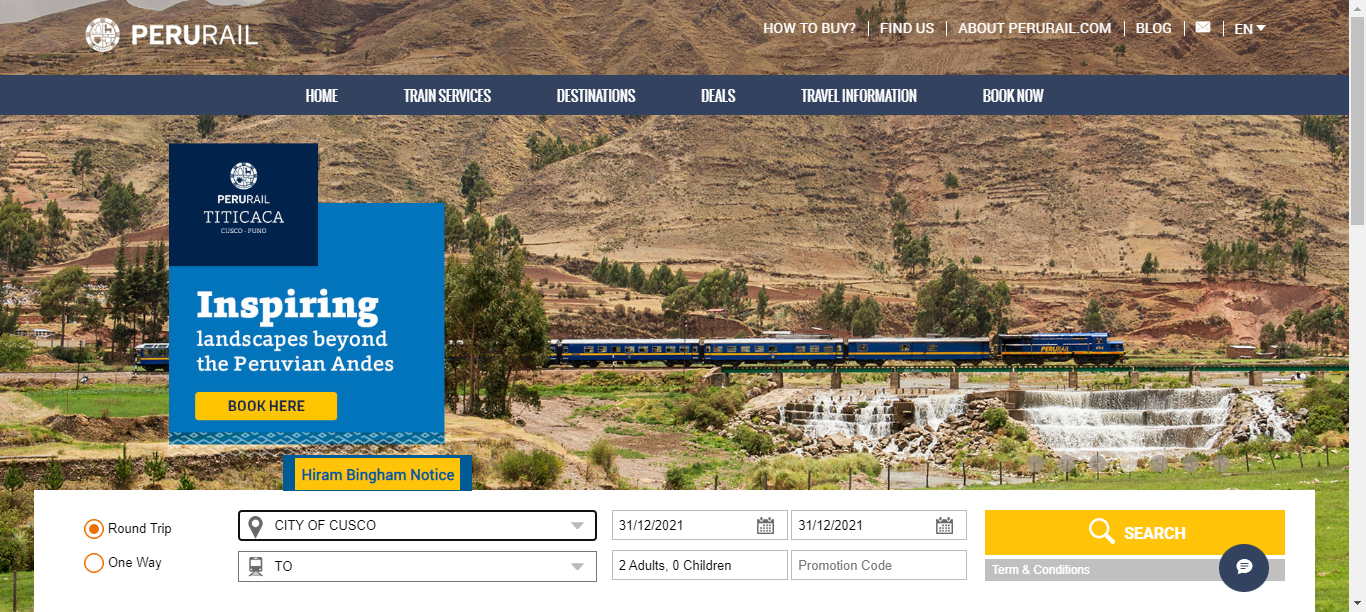 PERURAIL
HOW TO BUY?
FIND US
ABOUT PERURAIL.COM
BLOG
EN
HOME
TRAIN SERVICES
DESTINATIONS
DEALS
TRAVEL INFORMATION
BOOK NOW
PERURAIL
TITICACA
CUSCO - PUNO
Inspiring
landscapes beyond
the Peruvian Andes
BOOK HERE
PERURAIL
Hiram Bingham Notice
Round Trip
One Way
CITY OF CUSCO
TO
31/12/2021
31/12/2021
2 Adults, 0 Children
Promotion Code
SEARCH
Term & Conditions